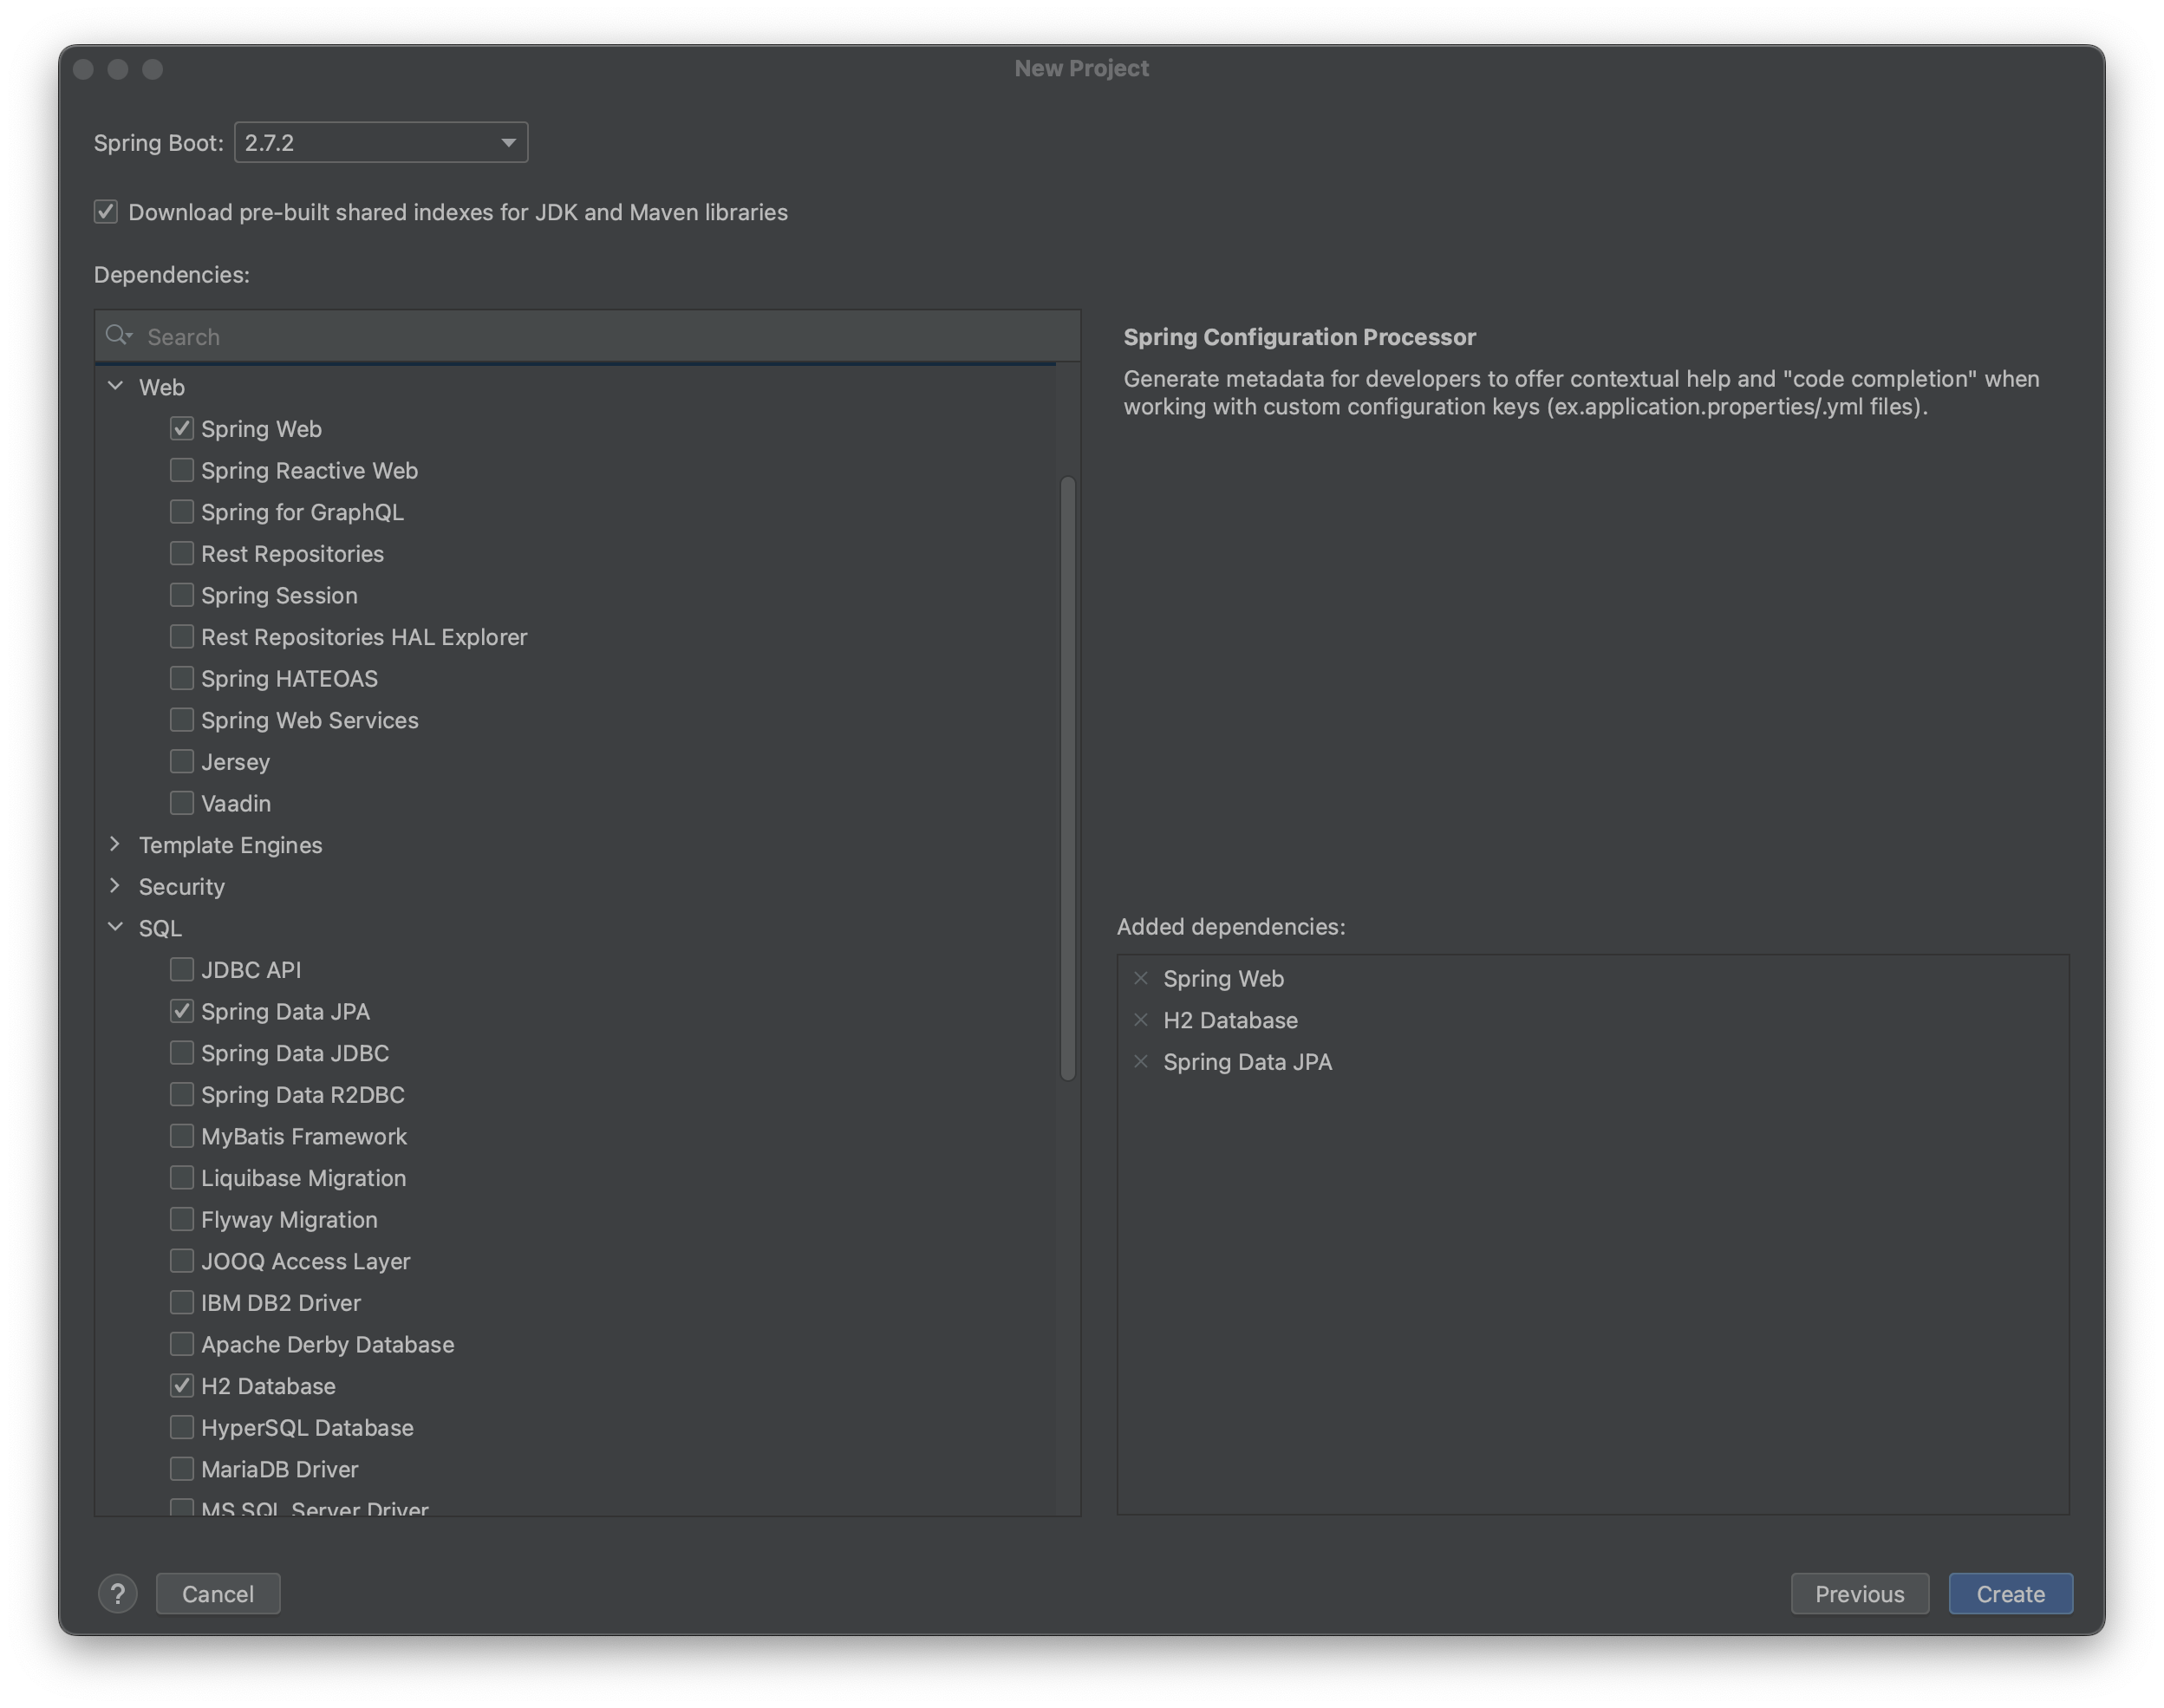 New Project
Spring Boot: 2.7.2
Download pre-built shared indexes for JDK and Maven libraries
Dependencies:
Search
Web
Spring Web
Spring Reactive Web
Spring for GraphQL
Rest Repositories
Spring Session
Rest Repositories HAL Explorer
Spring HATEOAS
Spring Web Services
Jersey
Vaadin
Template Engines
Security
SQL
JDBC API
Spring Data JPA
Spring Data JDBC
Spring Data R2DBC
MyBatis Framework
Liquibase Migration
Flyway Migration
JOOQ Access Layer
IBM DB2 Driver
Apache Derby Database
H2 Database
HyperSQL Database
MariaDB Driver
MS SQL Server Driver
Spring Configuration Processor
Generate metadata for developers to offer contextual help and "code completion" when
working with custom configuration keys (ex.application.properties/.yml files).
Added dependencies:
Spring Web
H2 Database
Spring Data JPA
?
Cancel
Previous
Create